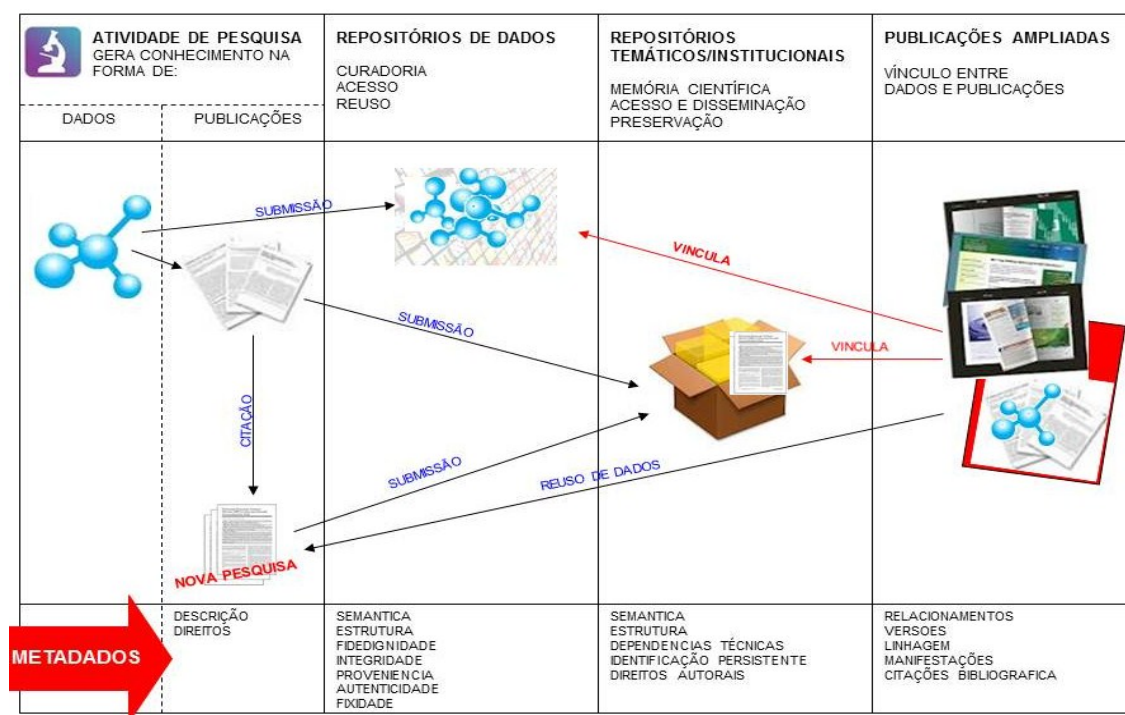 ATIVIDADE DE PESQUISA
GERA CONHECIMENTO NA
FORMA DE:
DADOS
PUBLICAÇÕES
REPOSITÓRIOS DE DADOS
CURADORIA
ACESSO
REUSO
REPOSITÓRIOS
TEMÁTICOS/INSTITUCIONAIS
MEMÓRIA CIENTÍFICA
ACESSO E DISSEMINAÇÃO
PRESERVAÇÃO
PUBLICAÇÕES AMPLIADAS
VÍNCULO ENTRE
DADOS E PUBLICAÇÕES
SUBMISSÃO
VINCULA
SUBMISSÃO
VINCULA
CITAÇÃO
SUBMISSÃO
REUSO DE DADOS
NOVA PESQUISA
METADADOS
DESCRIÇÃO
DIREITOS
SEMANTICA
ESTRUTURA
FIDEDIGNIDADE
INTEGRIDADE
PROVENIENCIA
AUTENTICIDADE
FIXIDADE
SEMANTICA
ESTRUTURA
DEPENDENCIAS TÉCNICAS
IDENTIFICAÇÃO PERSISTENTE
DIREITOS AUTORAIS
RELACIONAMENTOS
VERSOES
LINHAGEM
MANIFESTAÇÕES
CITAÇÕES BIBLIOGRAFICA